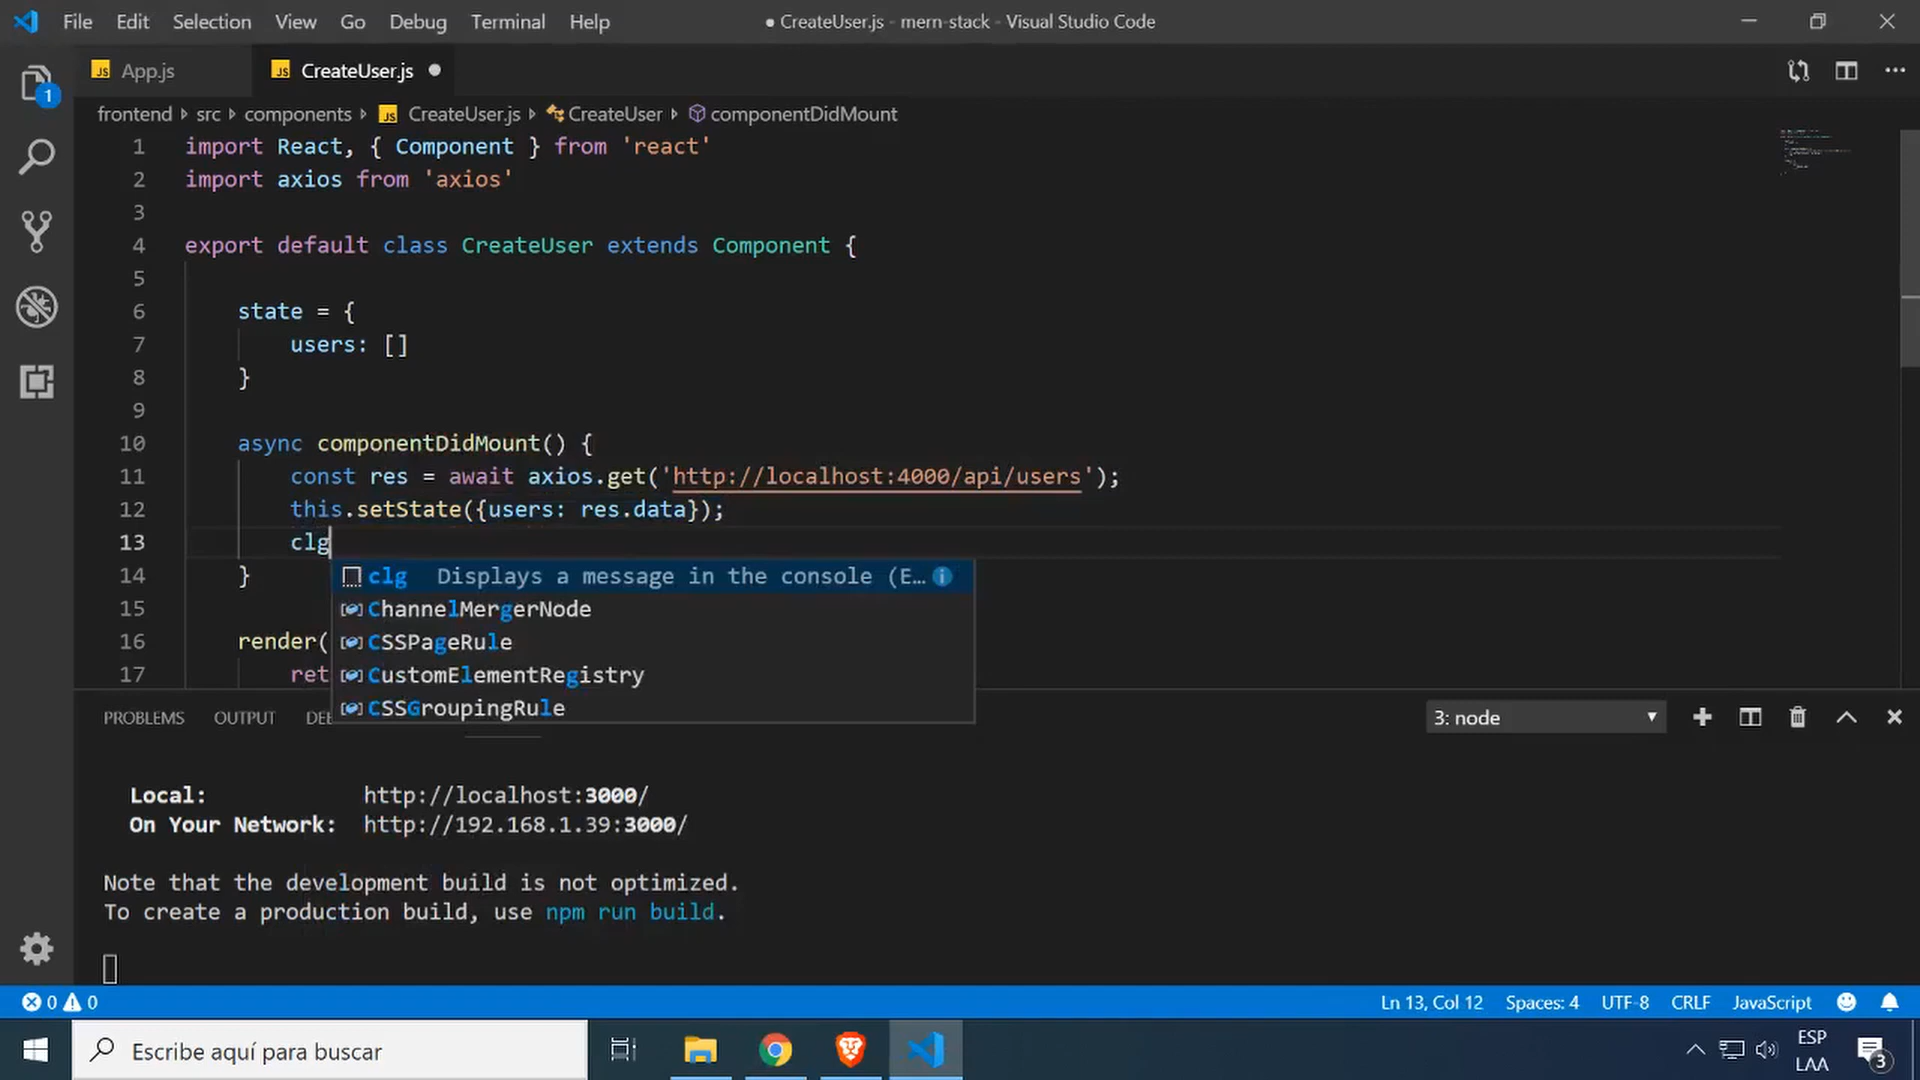 File Edit Selection View Go Debug Terminal Help
● CreateUser.js - mern-stack - Visual Studio Code
JS App.js
JS CreateUser.js ●
1
frontend src components JS CreateUser.js CreateUser componentDidMount
1 import React, { Component } from 'react'
2 import axios from 'axios'
3
4 export default class CreateUser extends Component {
5
6 state = {
7 users: []
8 }
9
10 async componentDidMount() {
11 const res = await axios.get('http://localhost:4000/api/users');
12 this.setState({users: res.data});
13 clg
clg Displays a message in the console (E…
14 }
ChannelMergerNode
15
CSSPageRule
16 render(
CustomElementRegistry
17 ret
CSSGroupingRule
PROBLEMS OUTPUT DE
3: node
Local: http://localhost:3000/
On Your Network: http://192.168.1.39:3000/
Note that the development build is not optimized.
To create a production build, use npm run build.
0 0
Ln 13, Col 12 Spaces: 4 UTF-8 CRLF JavaScript
Escribe aquí para buscar
ESP
LAA
3